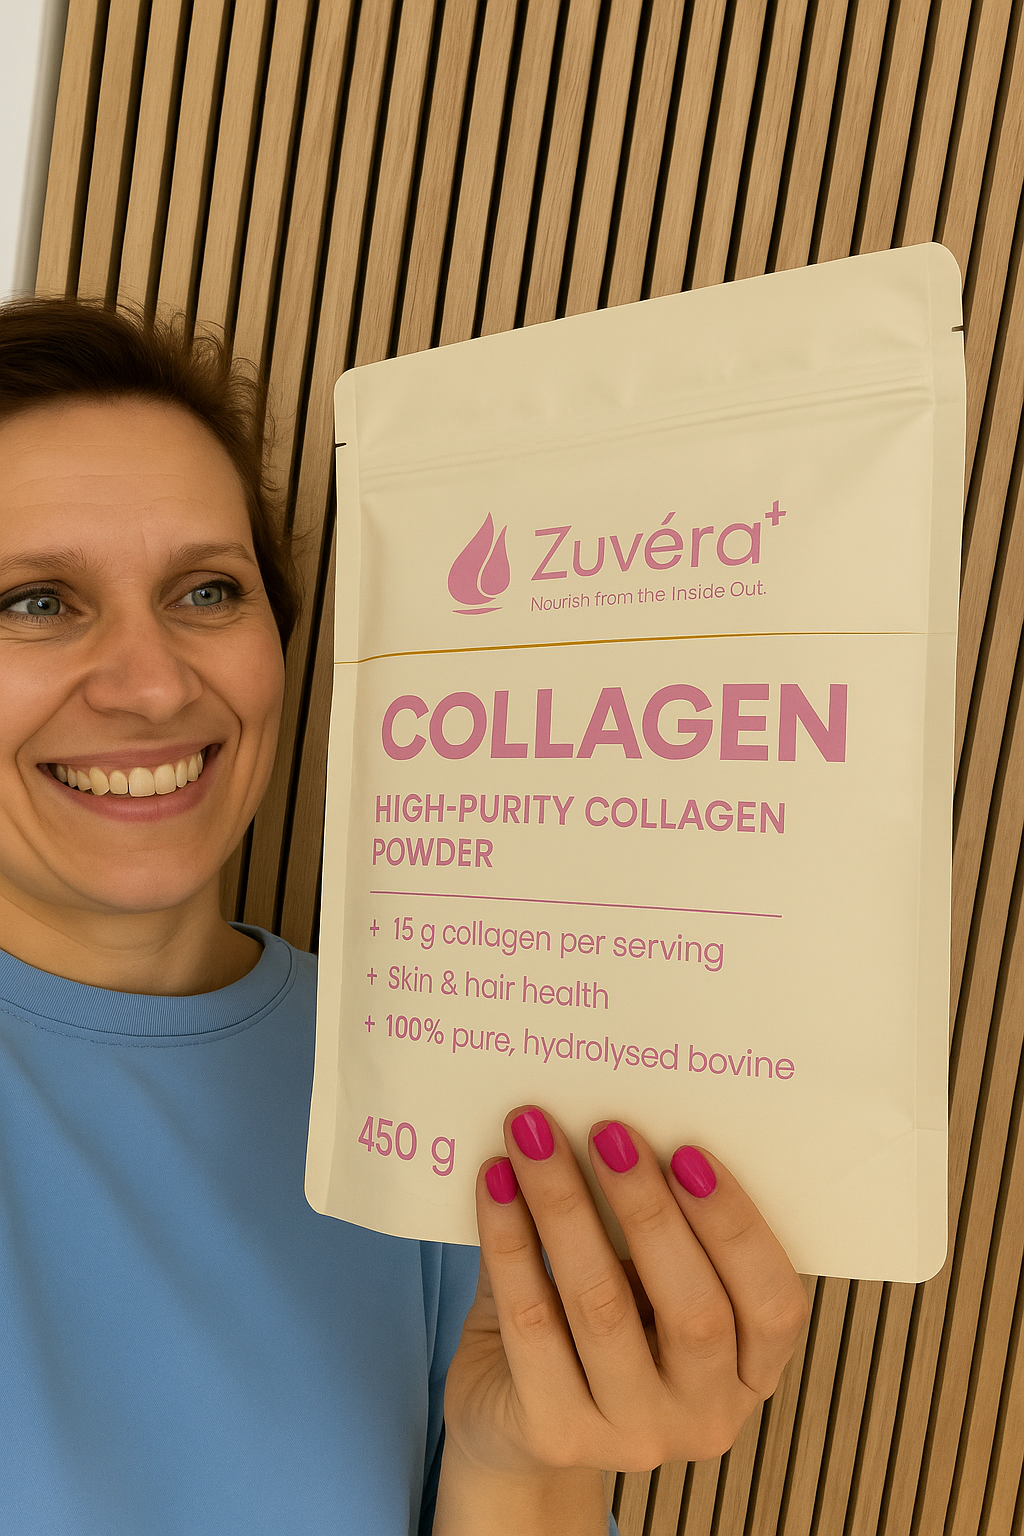 Zuvéra+
Nourish from the Inside Out.
COLLAGEN
HIGH-PURITY COLLAGEN
POWDER
+ 15 g collagen per serving
+ Skin & hair health
+ 100% pure, hydrolysed bovine
450 g